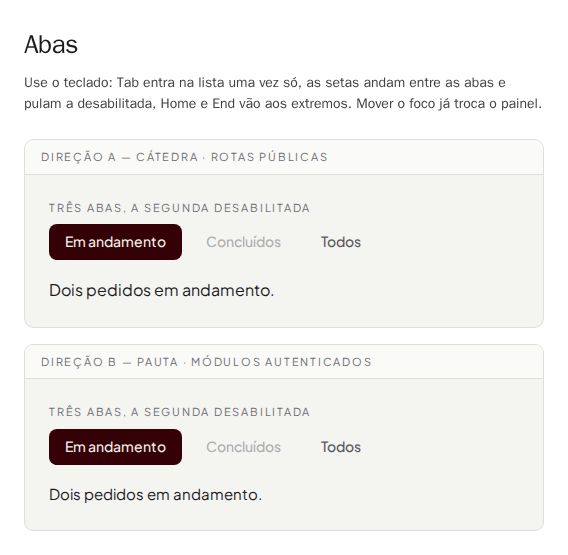 Abas
Use o teclado: Tab entra na lista uma vez só, as setas andam entre as abas e
pulam a desabilitada, Home e End vão aos extremos. Mover o foco já troca o painel.
DIREÇÃO A — CÁTEDRA · ROTAS PÚBLICAS
TRÊS ABAS, A SEGUNDA DESABILITADA
Em andamento Concluídos Todos
Dois pedidos em andamento.
DIREÇÃO B — PAUTA · MÓDULOS AUTENTICADOS
TRÊS ABAS, A SEGUNDA DESABILITADA
Em andamento Concluídos Todos
Dois pedidos em andamento.